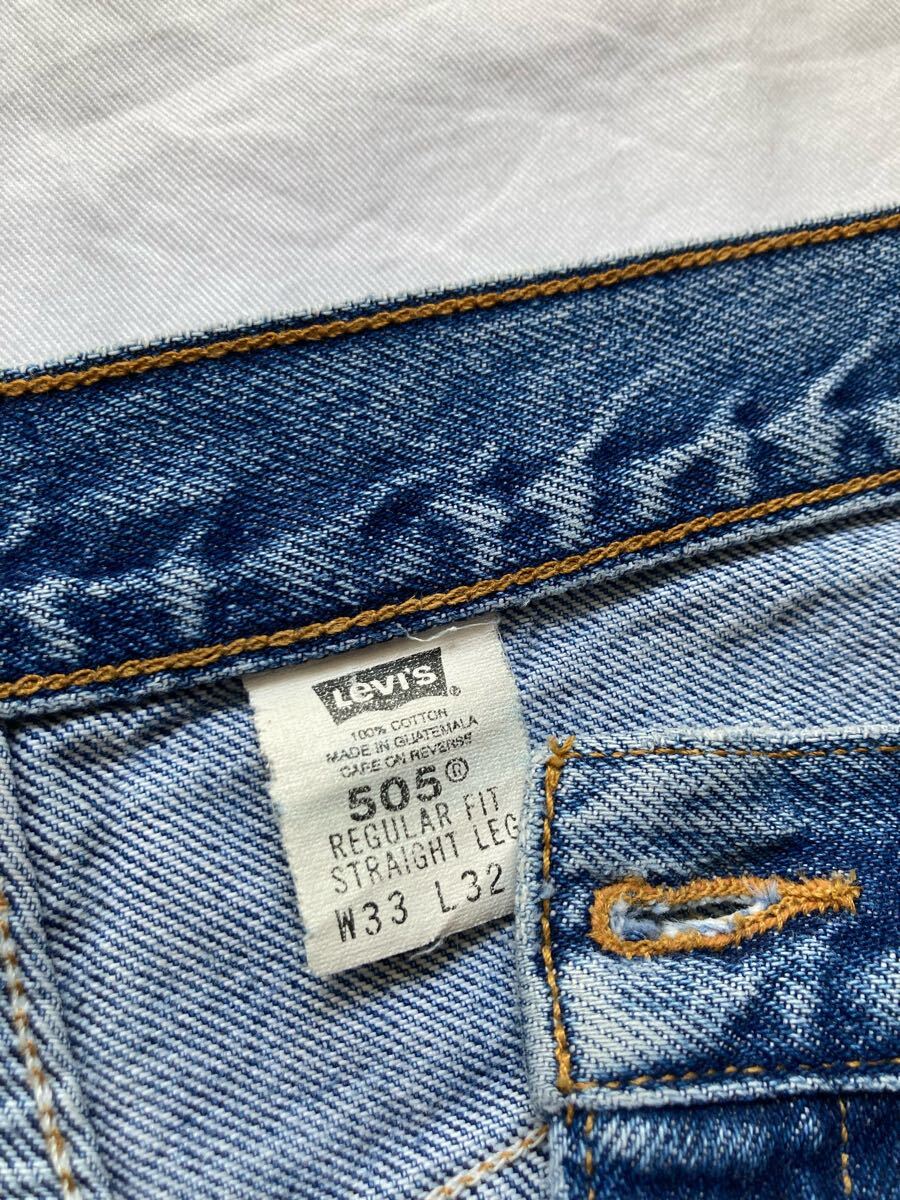 Levi's®
100% COTTON
MADE IN GUATEMALA
CARE ON REVERSE
505®
REGULAR FIT
STRAIGHT LEG
W33 L32